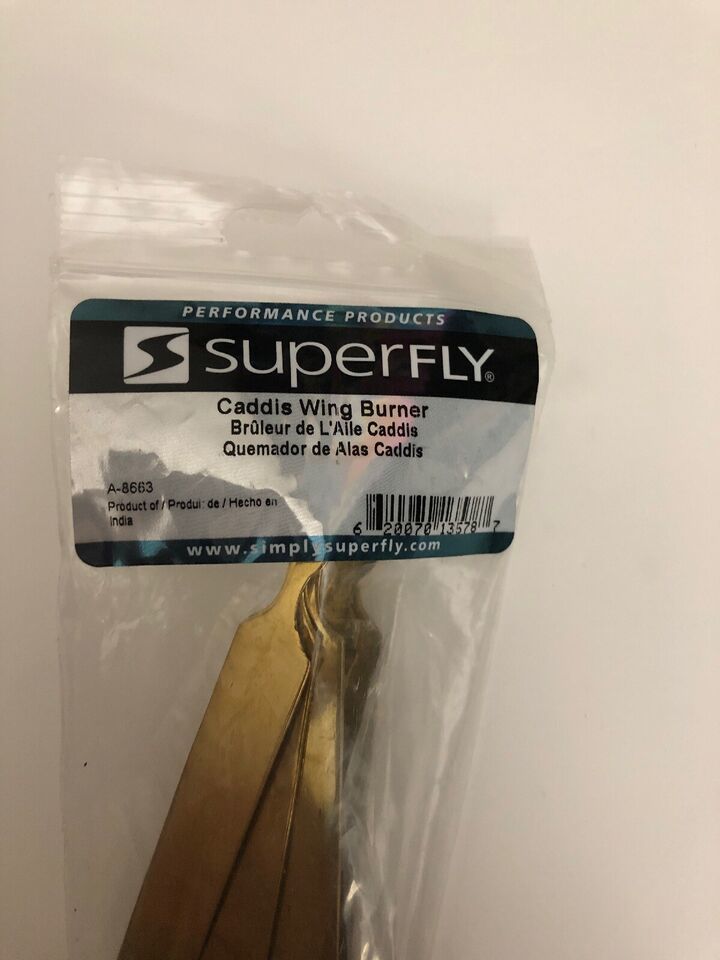 PERFORMANCE PRODUCTS
S superFLY®
Caddis Wing Burner
Brûleur de L'Aile Caddis
Quemador de Alas Caddis
A-8663
Product of / Produit de / Hecho en
India
6 20070 13578 7
www.simplysuperfly.com